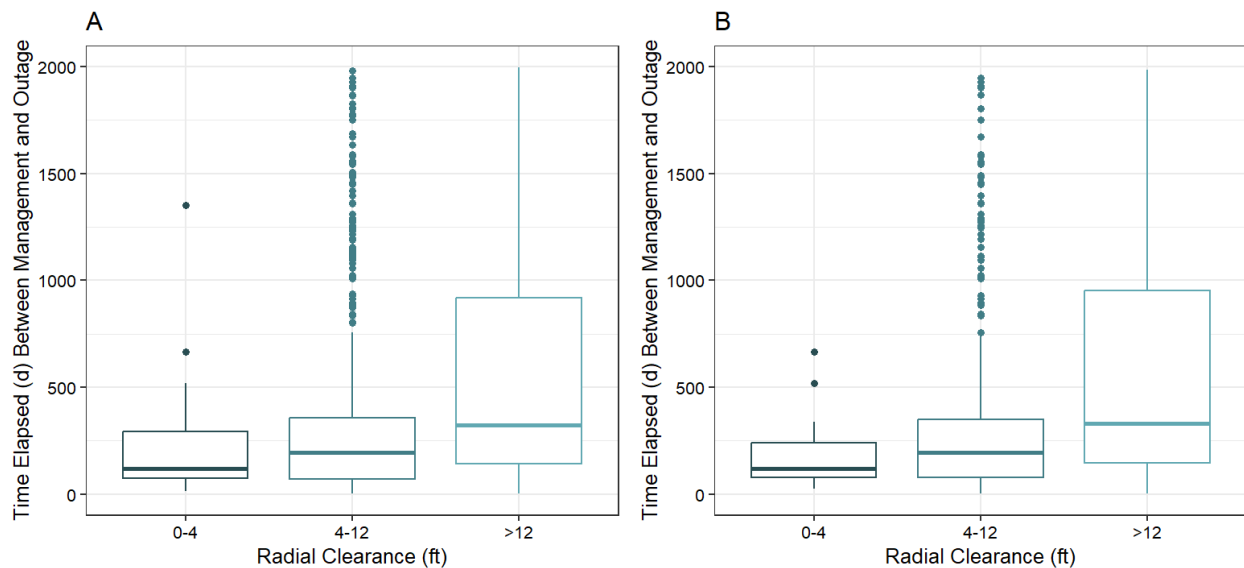 A
Time Elapsed (d) Between Management and Outage
2000
1500
1000
500
0
0-4
4-12
>12
Radial Clearance (ft)
B
Time Elapsed (d) Between Management and Outage
2000
1500
1000
500
0
0-4
4-12
>12
Radial Clearance (ft)